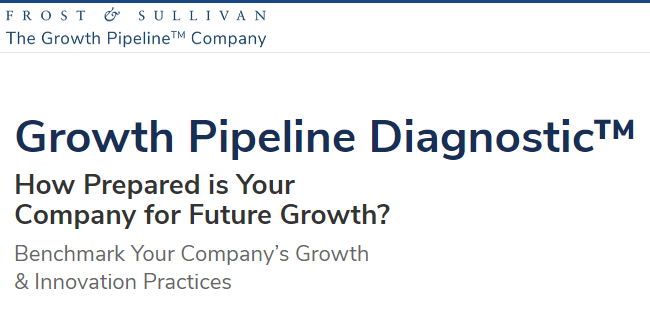 FROST & SULLIVAN
The Growth Pipeline™ Company
Growth Pipeline Diagnostic™
How Prepared is Your
Company for Future Growth?
Benchmark Your Company’s Growth
& Innovation Practices